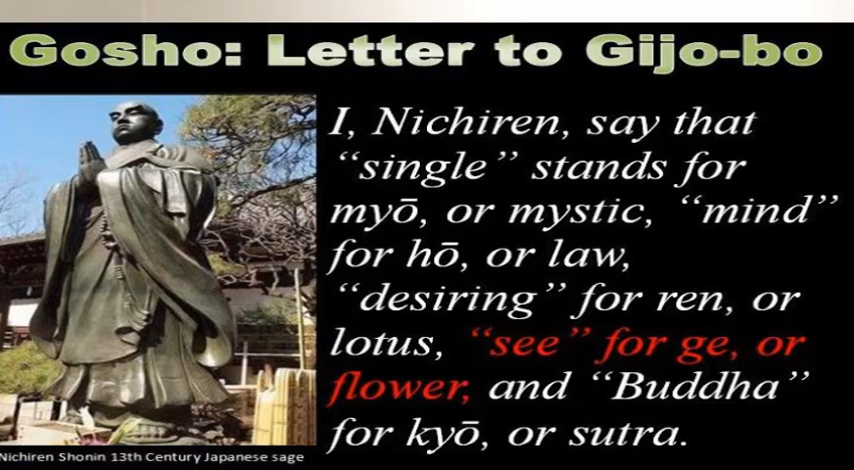 Gosho: Letter to Gijo-bo
I, Nichiren, say that
“single” stands for
myō, or mystic, “mind”
for hō, or law,
“desiring” for ren, or
lotus, “see” for ge, or
flower, and “Buddha”
for kyō, or sutra.
Nichiren Shonin 13th Century Japanese sage